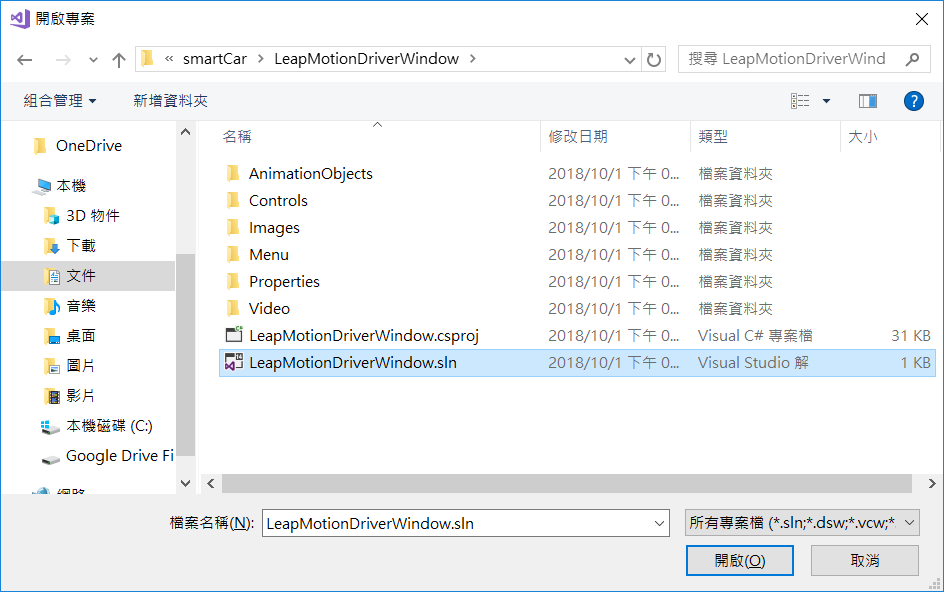 開啟專案
« smartCar > LeapMotionDriverWindow >
搜尋 LeapMotionDriverWind
組合管理 新增資料夾
?
OneDrive
本機
3D 物件
下載
文件
音樂
桌面
圖片
影片
本機磁碟 (C:)
Google Drive Fi
網路
名稱 修改日期 類型 大小
AnimationObjects 2018/10/1 下午 0... 檔案資料夾
Controls 2018/10/1 下午 0... 檔案資料夾
Images 2018/10/1 下午 0... 檔案資料夾
Menu 2018/10/1 下午 0... 檔案資料夾
Properties 2018/10/1 下午 0... 檔案資料夾
Video 2018/10/1 下午 0... 檔案資料夾
LeapMotionDriverWindow.csproj 2018/10/1 下午 0... Visual C# 專案檔 31 KB
LeapMotionDriverWindow.sln 2018/10/1 下午 0... Visual Studio 解 1 KB
檔案名稱(N): LeapMotionDriverWindow.sln 所有專案檔 (*.sln;*.dsw;*.vcw;*
開啟(O) 取消